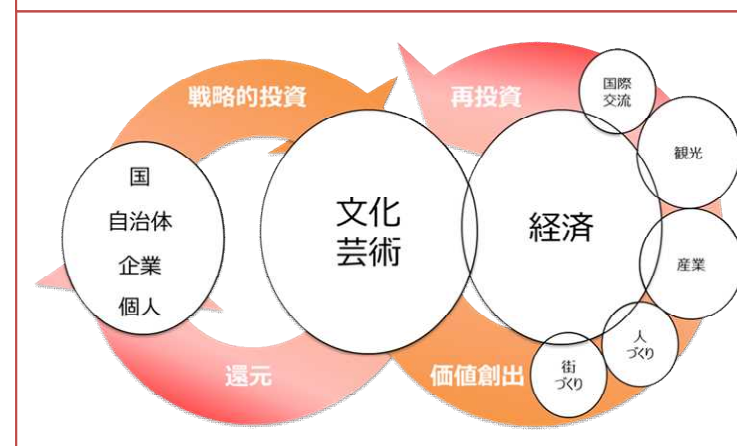 戦略的投資
再投資
国際
交流
観光
国
自治体
企業
個人
文化
芸術
経済
産業
人
づくり
街
づくり
還元
価値創出